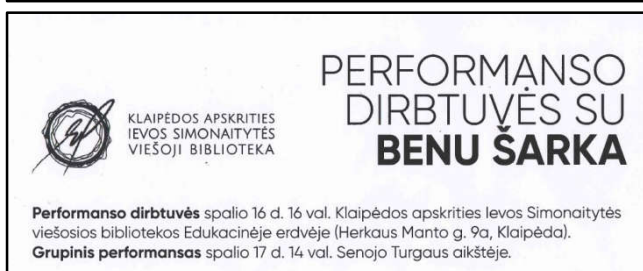 KLAIPĖDOS APSKRITIES
IEVOS SIMONAITYTĖS
VIEŠOJI BIBLIOTEKA
PERFORMANSO
DIRBTUVĖS SU
BENU ŠARKA
Performanso dirbtuvės spalio 16 d. 16 val. Klaipėdos apskrities Ievos Simonaitytės
viešosios bibliotekos Edukacinėje erdvėje (Herkaus Manto g. 9a, Klaipėda).
Grupinis performansas spalio 17 d. 14 val. Senojo Turgaus aikštėje.